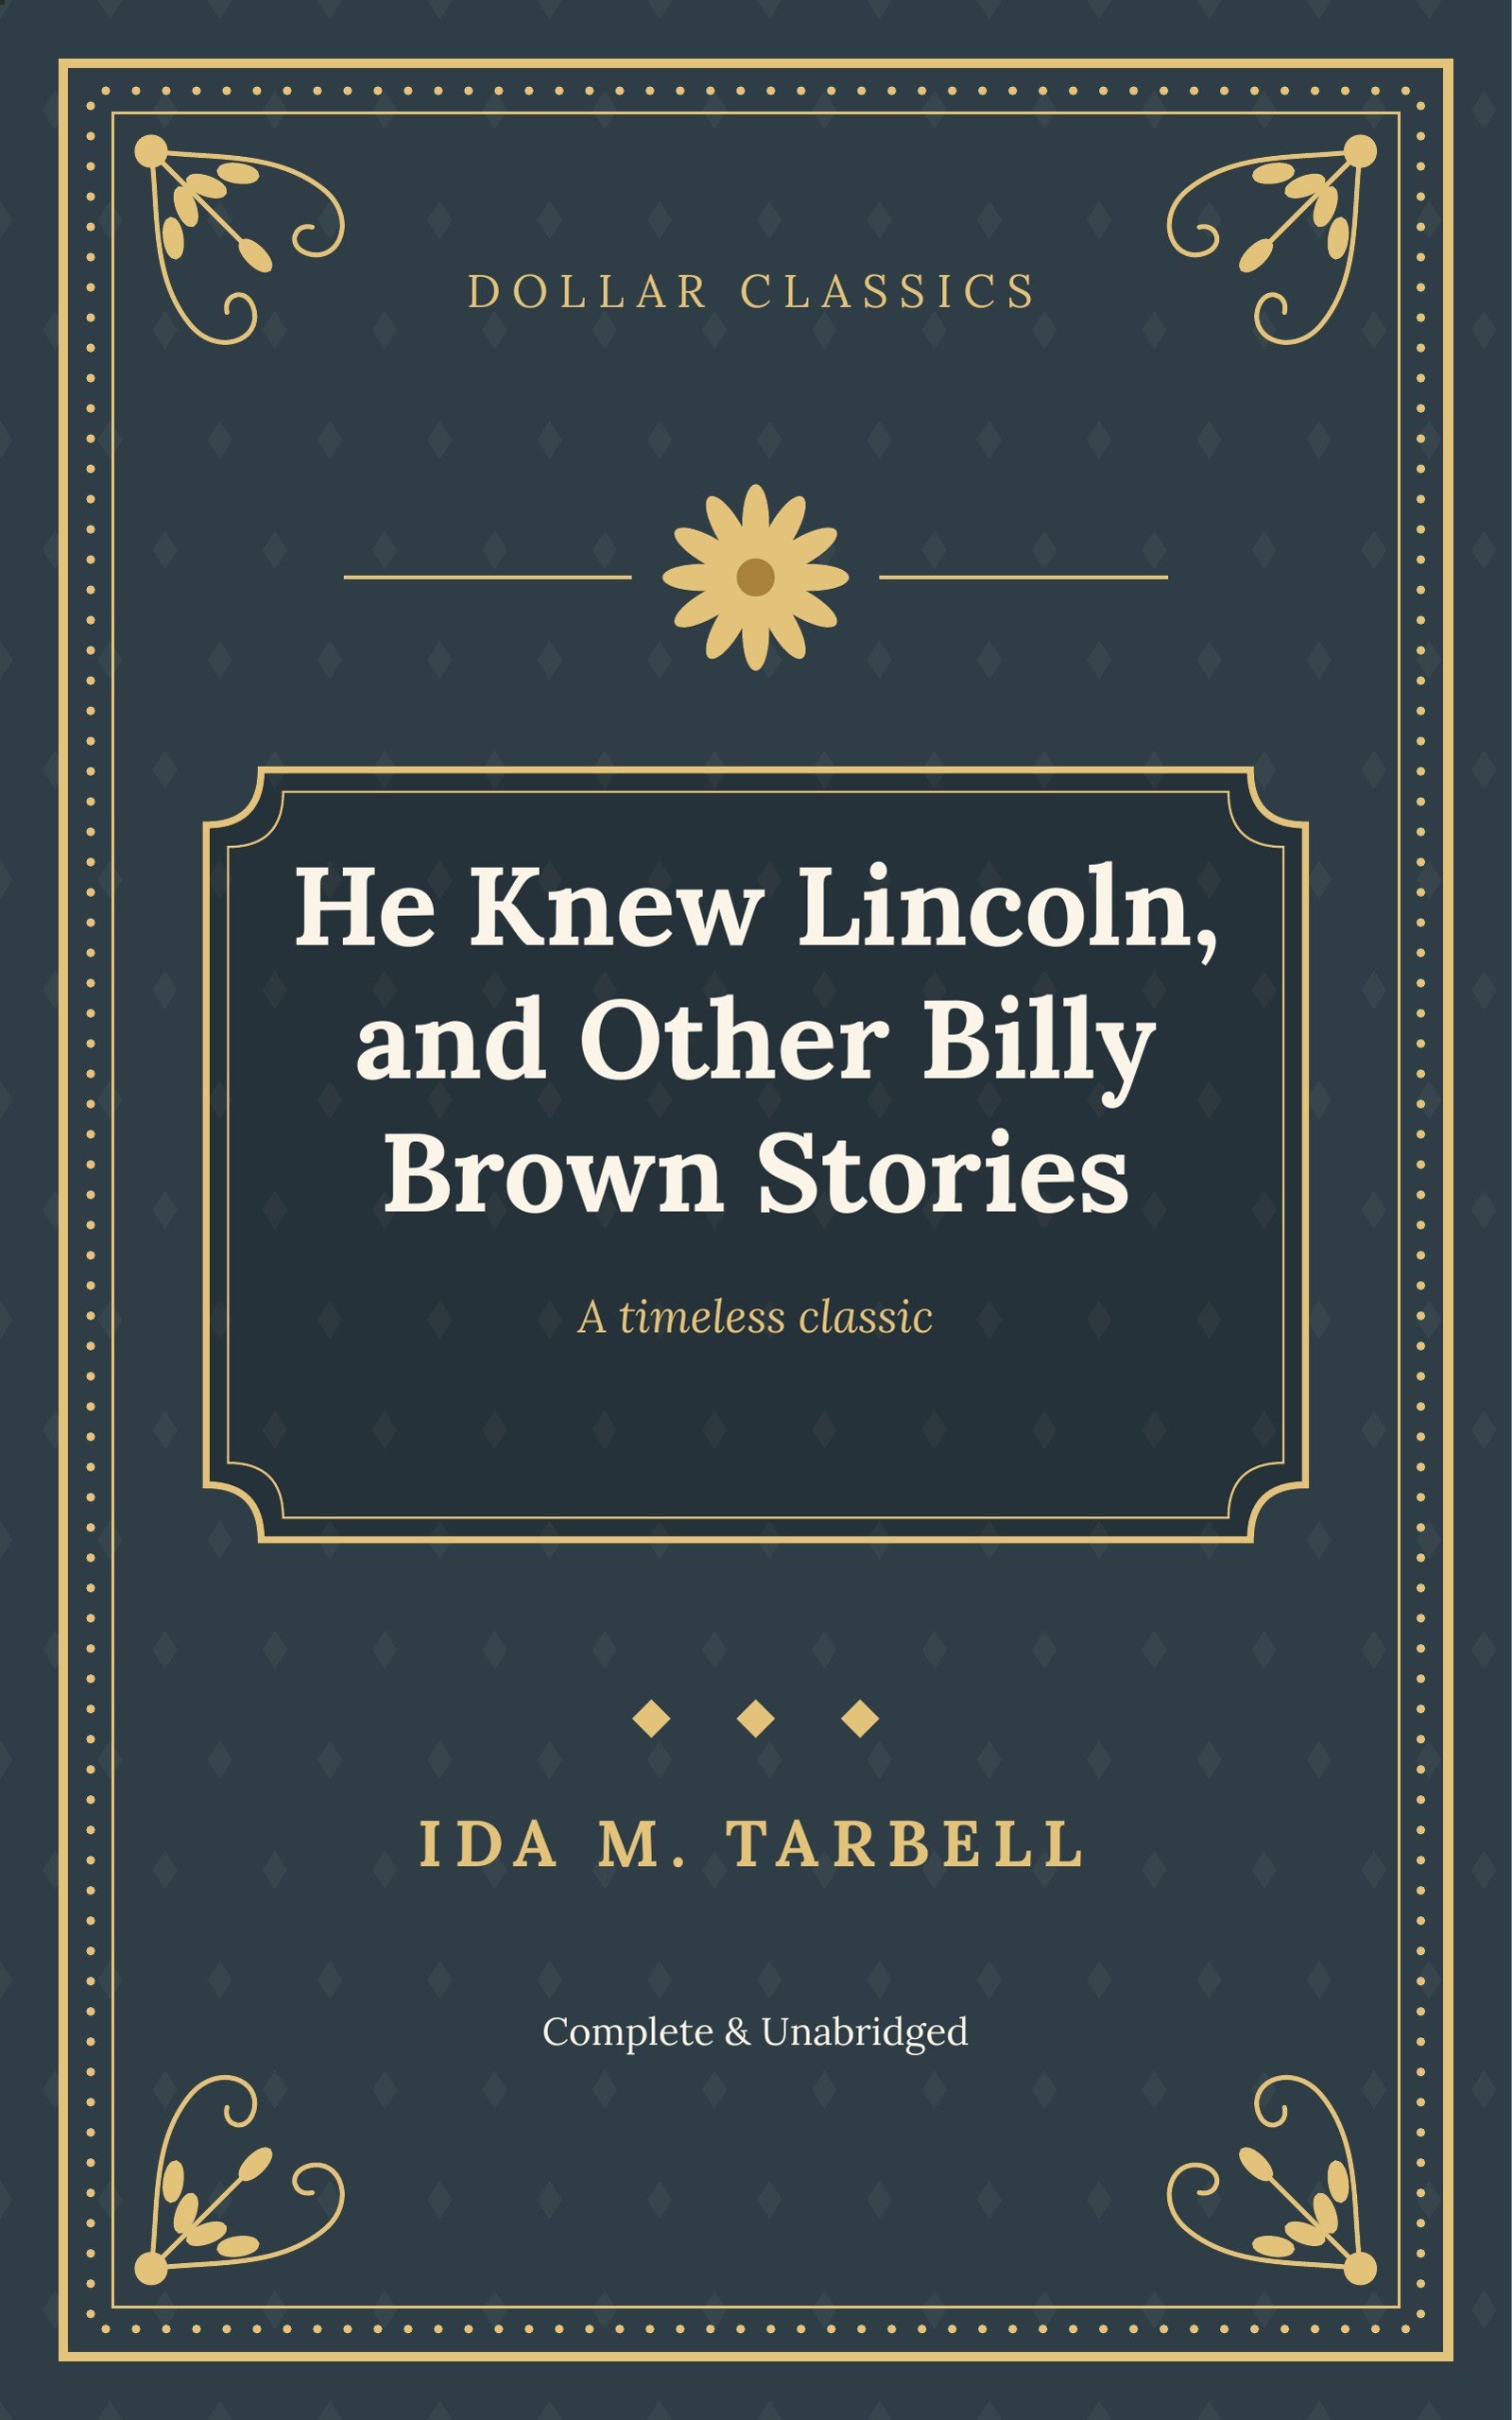 DOLLAR CLASSICS
He Knew Lincoln,
and Other Billy
Brown Stories
A timeless classic
IDA M. TARBELL
Complete & Unabridged